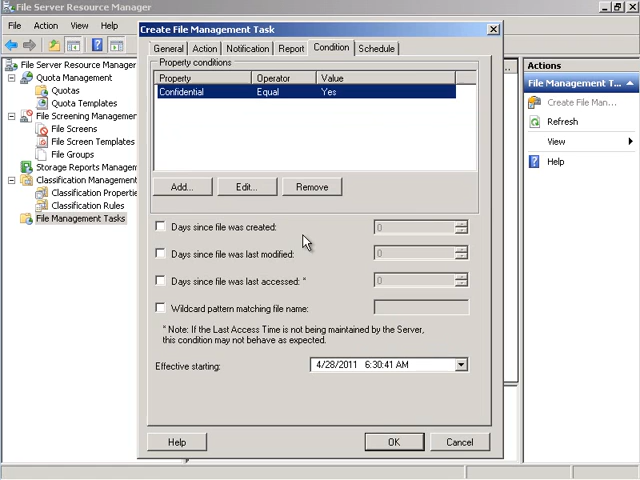 File Server Resource Manager
File Action View Help
File Server Resource Manager
Quota Management
Quotas
Quota Templates
File Screening Managemen
File Screens
File Screen Templates
File Groups
Storage Reports Managem
Classification Management
Classification Propertie
Classification Rules
File Management Tasks
Create File Management Task
General Action Notification Report Condition Schedule
Property conditions
Property Operator Value
Confidential Equal Yes
Add... Edit... Remove
Days since file was created: 0
Days since file was last modified: 0
Days since file was last accessed: * 0
Wildcard pattern matching file name:
* Note: If the Last Access Time is not being maintained by the Server,
this condition may not behave as expected.
Effective starting: 4/28/2011 6:30:41 AM
Help OK Cancel
Actions
File Management T...
Create File Man...
Refresh
View
Help